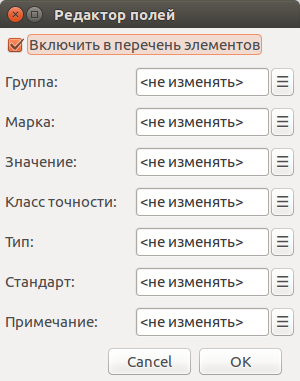 Редактор полей
Включить в перечень элементов
Группа: <не изменять>
Марка: <не изменять>
Значение: <не изменять>
Класс точности: <не изменять>
Тип: <не изменять>
Стандарт: <не изменять>
Примечание: <не изменять>
Cancel OK